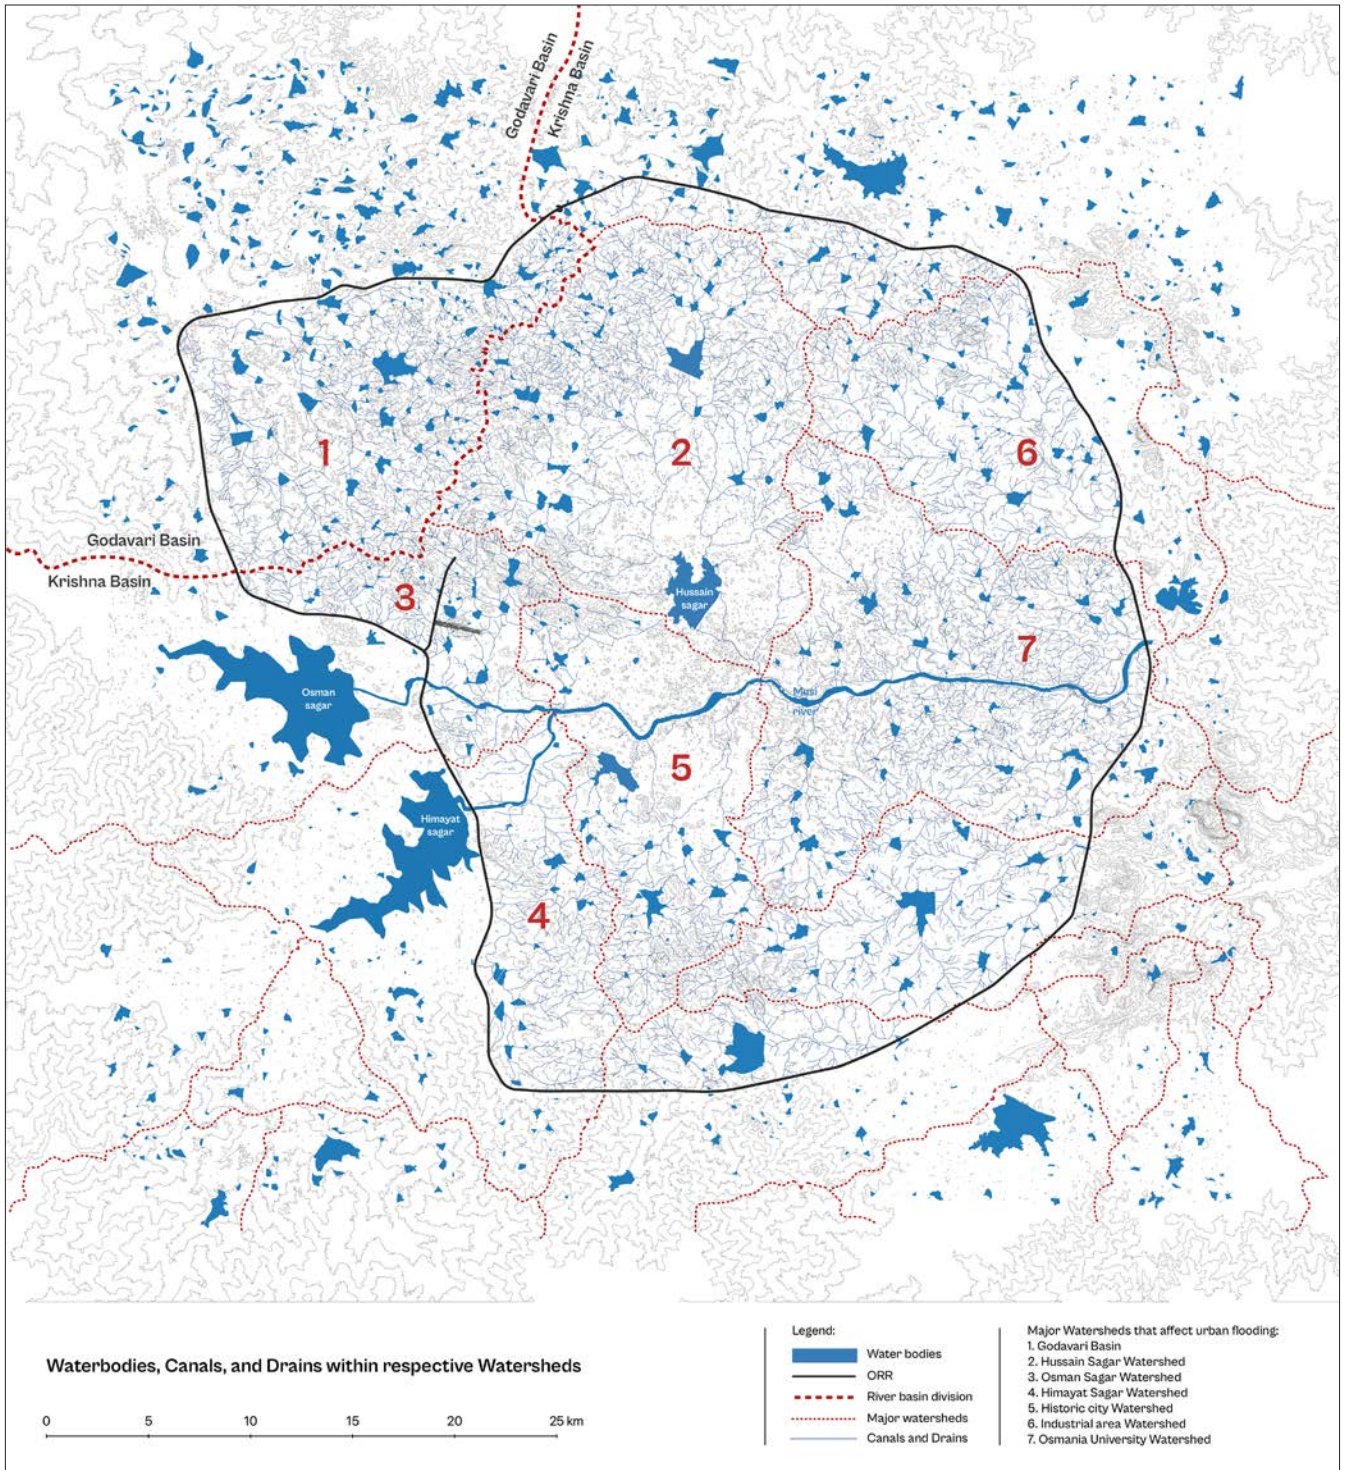 Godavari Basin
Krishna Basin
1
2
6
Godavari Basin
Krishna Basin
3
Hussain
sagar
7
Osman
sagar
Musi
river
5
Himayat
sagar
4
Waterbodies, Canals, and Drains within respective Watersheds
0 5 10 15 20 25 km
Legend:
Water bodies
ORR
River basin division
Major watersheds
Canals and Drains
Major Watersheds that affect urban flooding:
1. Godavari Basin
2. Hussain Sagar Watershed
3. Osman Sagar Watershed
4. Himayat Sagar Watershed
5. Historic city Watershed
6. Industrial area Watershed
7. Osmania University Watershed